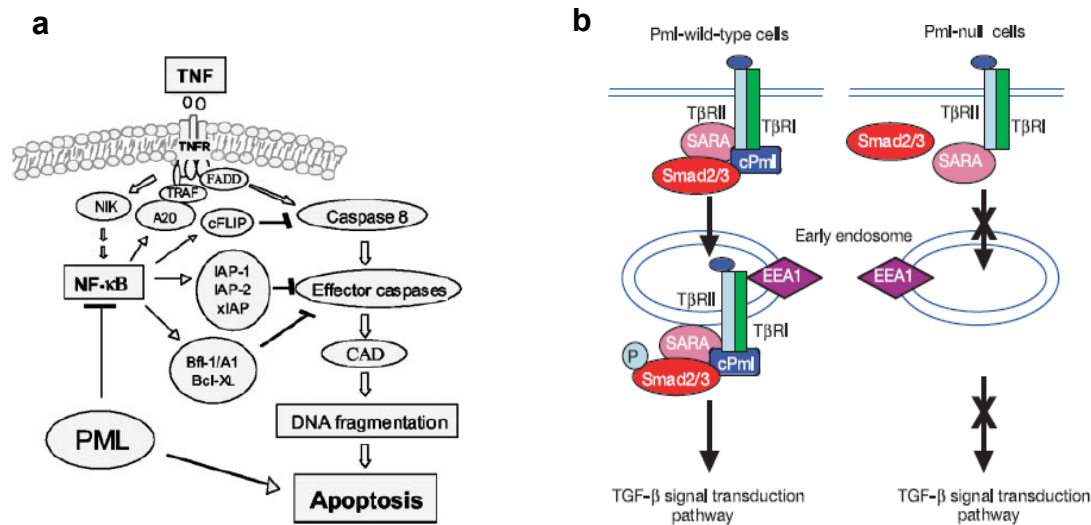 a
TNF
TNFR
FADD
TRAF
NIK
A20
cFLIP
Caspase 8
NF-κB
IAP-1
IAP-2
xIAP
Effector caspases
Bfl-1/A1
Bcl-XL
CAD
PML
DNA fragmentation
Apoptosis
b
Pml-wild-type cells
Pml-null cells
TβRII
TβRI
SARA
cPml
Smad2/3
TβRII
TβRI
Smad2/3
SARA
Early endosome
EEA1
EEA1
TβRII
TβRI
SARA
P
cPml
Smad2/3
TGF-β signal transduction
pathway
TGF-β signal transduction
pathway